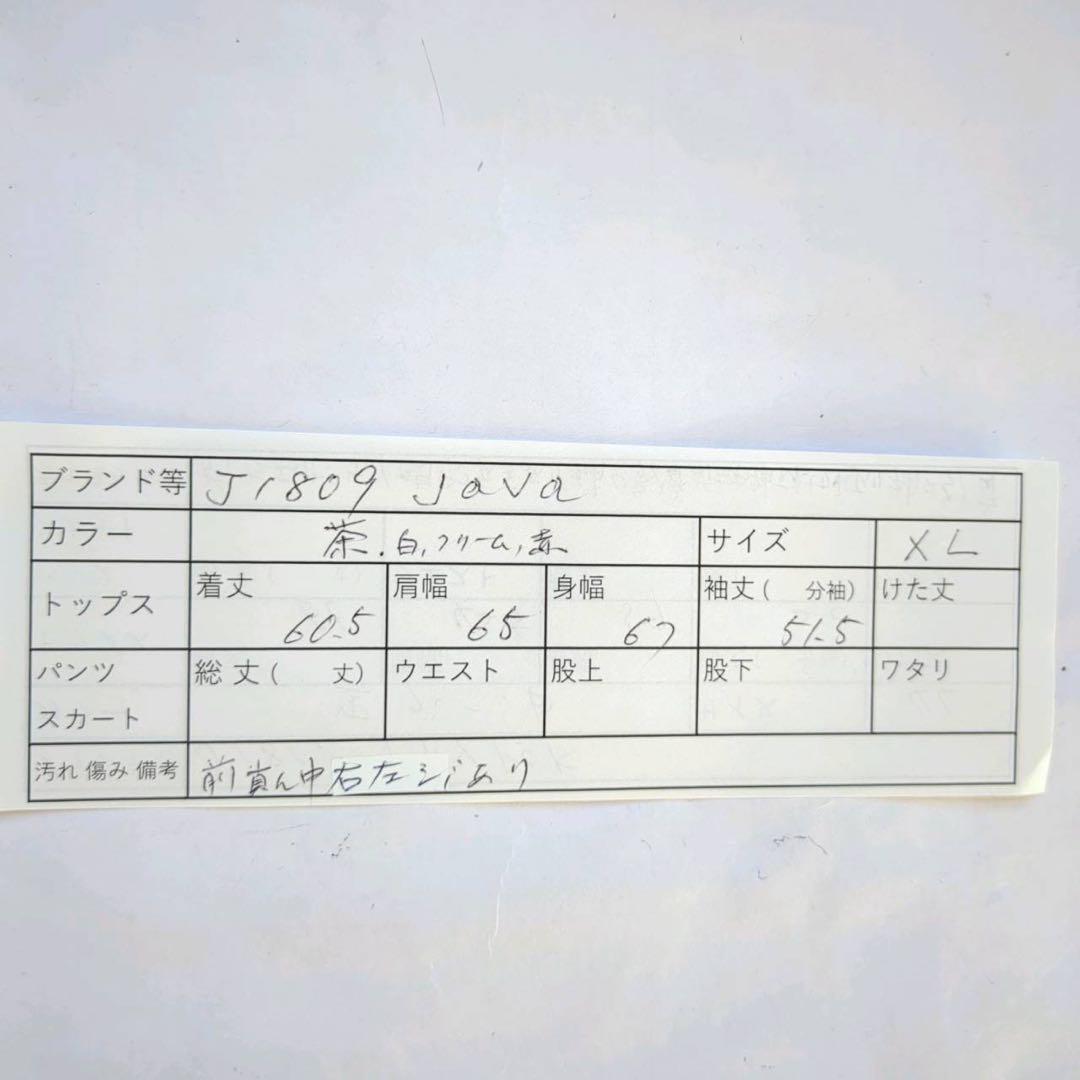 ブランド等 J1809 Java
カラー 茶.白,クリーム,赤 サイズ XL
トップス 着丈 60.5 肩幅 65 身幅 67 袖丈( 分袖) 51.5 けた丈
パンツ スカート 総丈( 丈) ウエスト 股上 股下 ワタリ
汚れ 傷み 備考 前真ん中右左シミあり